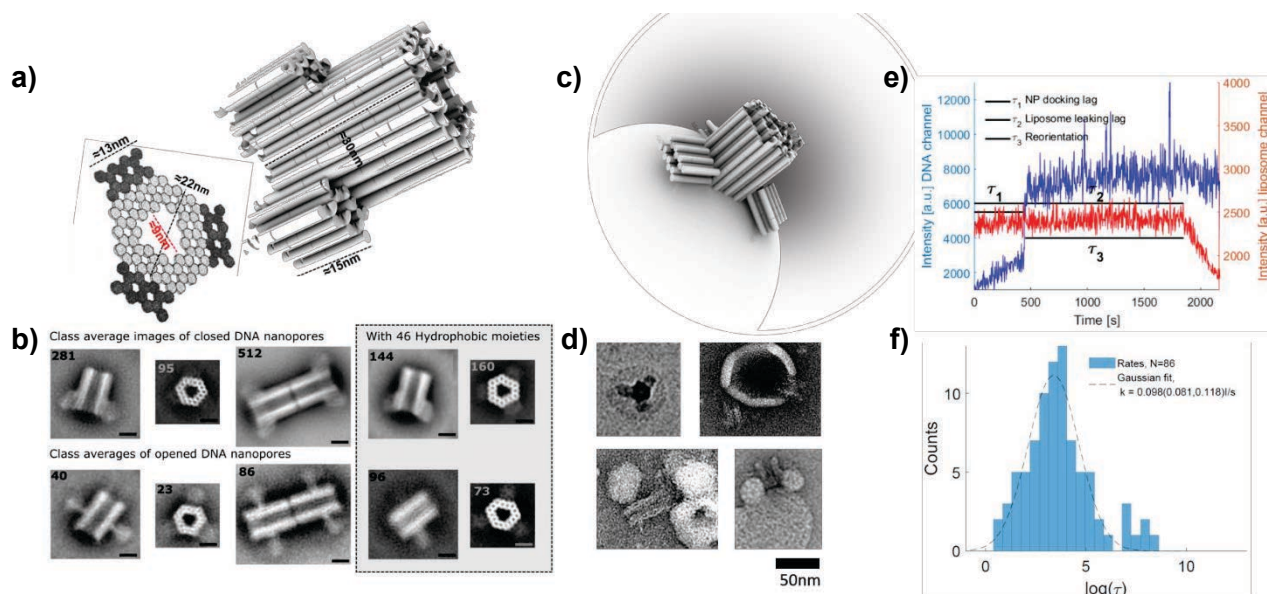 a)
≈13nm
≈22nm
≈9nm
≈30nm
≈15nm
b)
Class average images of closed DNA nanopores
With 46 Hydrophobic moieties
281
95
512
144
160
Class averages of opened DNA nanopores
40
23
86
96
73
c)
d)
50nm
e)
τ1 NP docking lag
τ2 Liposome leaking lag
τ3 Reorientation
τ1
τ2
τ3
12000
10000
8000
6000
4000
2000
Intensity [a.u.] DNA channel
4000
3500
3000
2500
2000
Intensity [a.u.] liposome channel
0
500
1000
1500
2000
Time [s]
f)
Rates, N=86
Gaussian fit,
k = 0.098(0.081,0.118)l/s
10
5
0
Counts
0
5
10
log(τ)